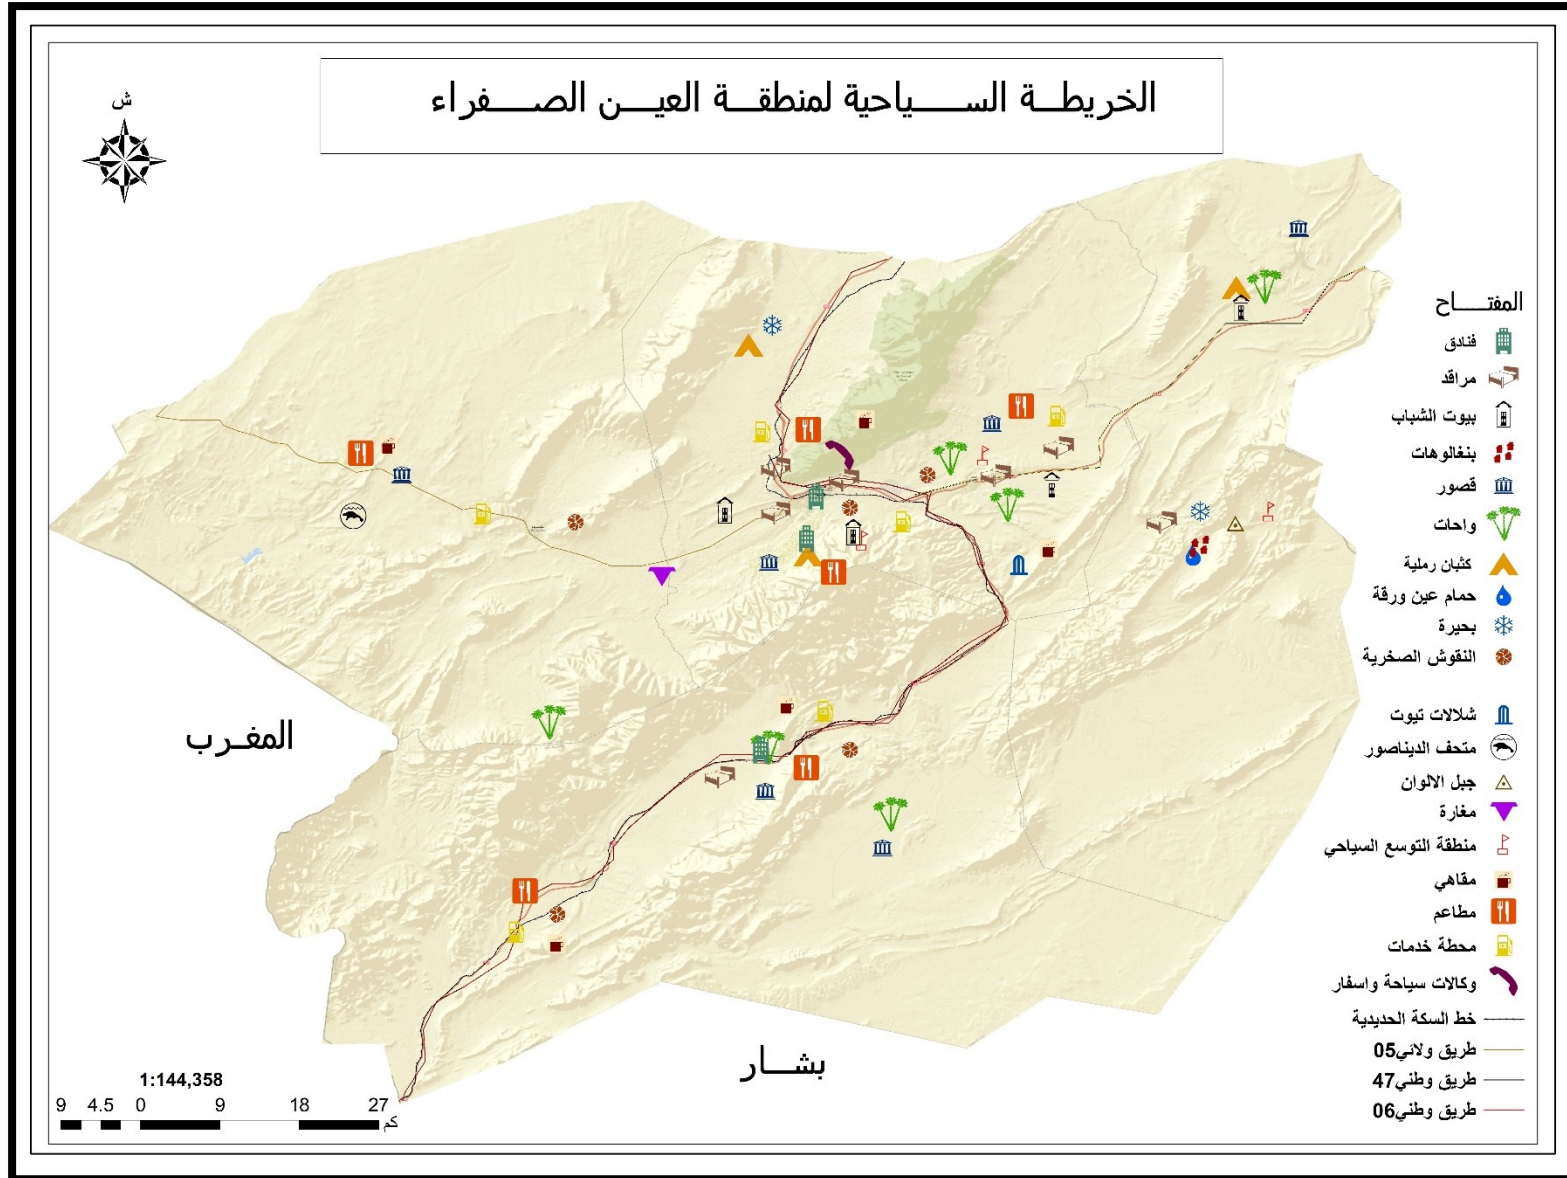 الخريطة السياحية لمنطقة العين الصفراء
ش
المفتاح
فنادق
مراقد
بيوت الشباب
بنغالوهات
قصور
واحات
كثبان رملية
حمام عين ورقة
بحيرة
النقوش الصخرية
شلالات تيوت
متحف الديناصور
جبل الالوان
مغارة
منطقة التوسع السياحي
مقاهي
مطاعم
محطة خدمات
وكالات سياحة واسفار
خط السكة الحديدية
طريق ولائي05
طريق وطني47
طريق وطني06
المغرب
بشار
1:144,358
9 4.5 0 9 18 27
كم